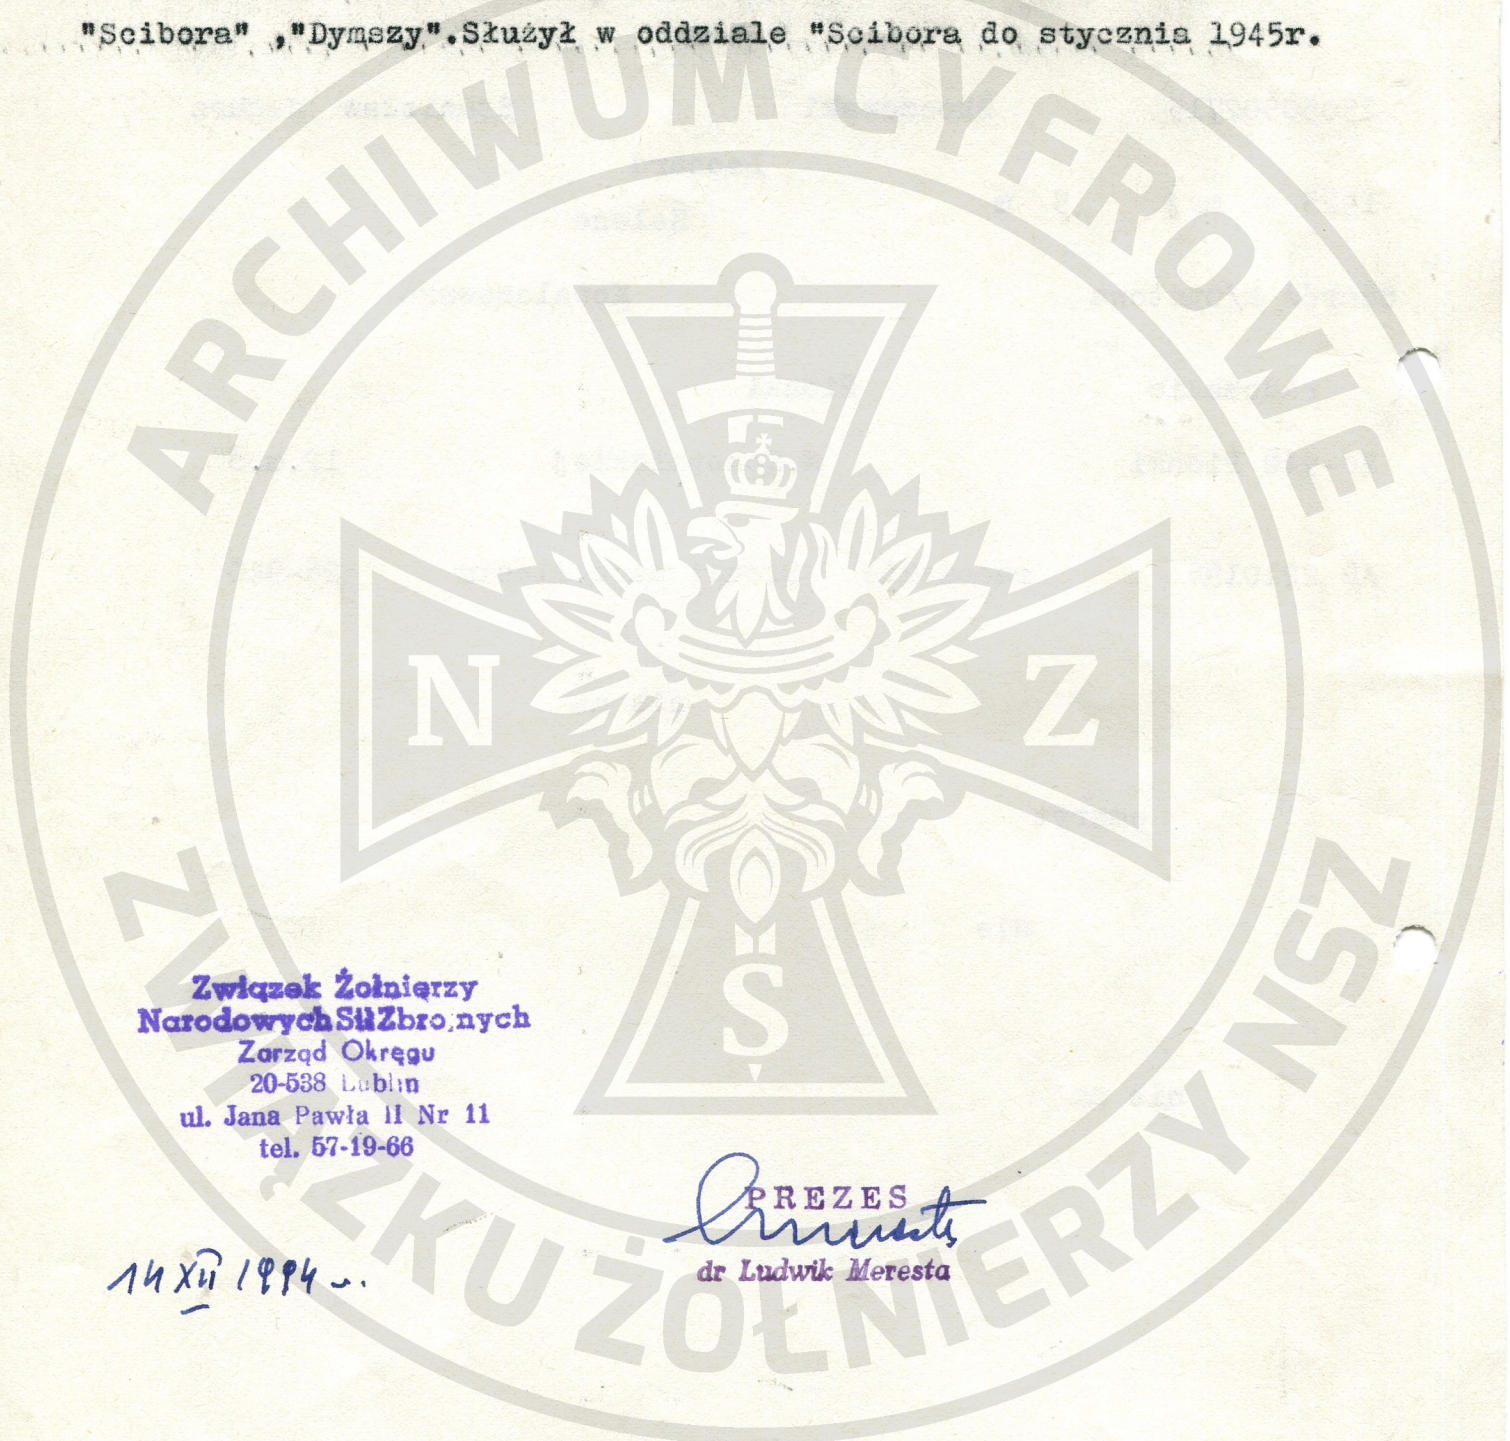 "Scibora" ,"Dymszy".Służył w oddziale "Scibora do stycznia 1945r.
ARCHIWUM CYFROWE
N Z
S
ZWIĄZKU ŻOŁNIERZY NSZ
Związek Żołnierzy
Narodowych Sił Zbrojnych
Zarząd Okręgu
20-538 Lublin
ul. Jana Pawła II Nr 11
tel. 57-19-66
PREZES
dr Ludwik Meresta
14 XII 1994 r.